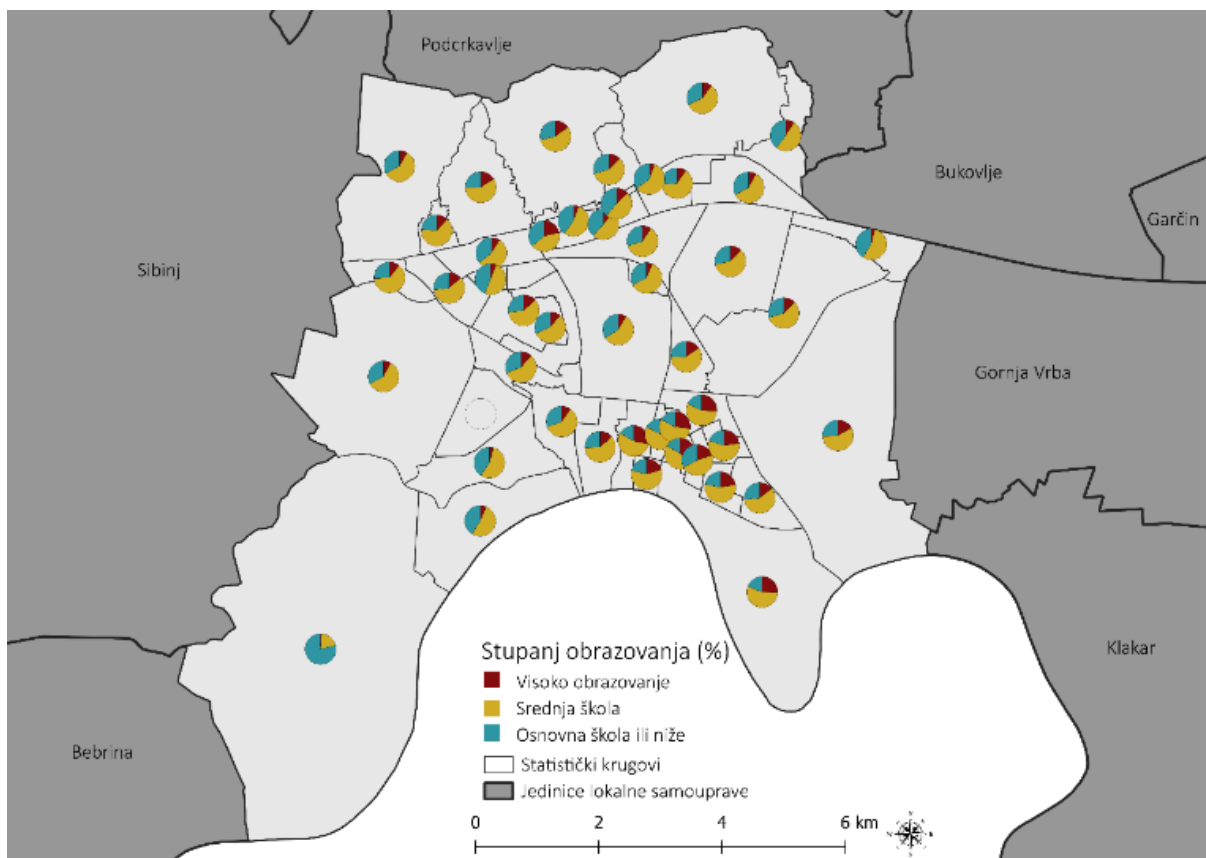 Podcrkavlje
Bukovlje
Garčin
Sibinj
Gornja Vrba
Klakar
Bebrina
Stupanj obrazovanja (%)
Visoko obrazovanje
Srednja škola
Osnovna škola ili niže
Statistički krugovi
Jedinice lokalne samouprave
0 2 4 6 km